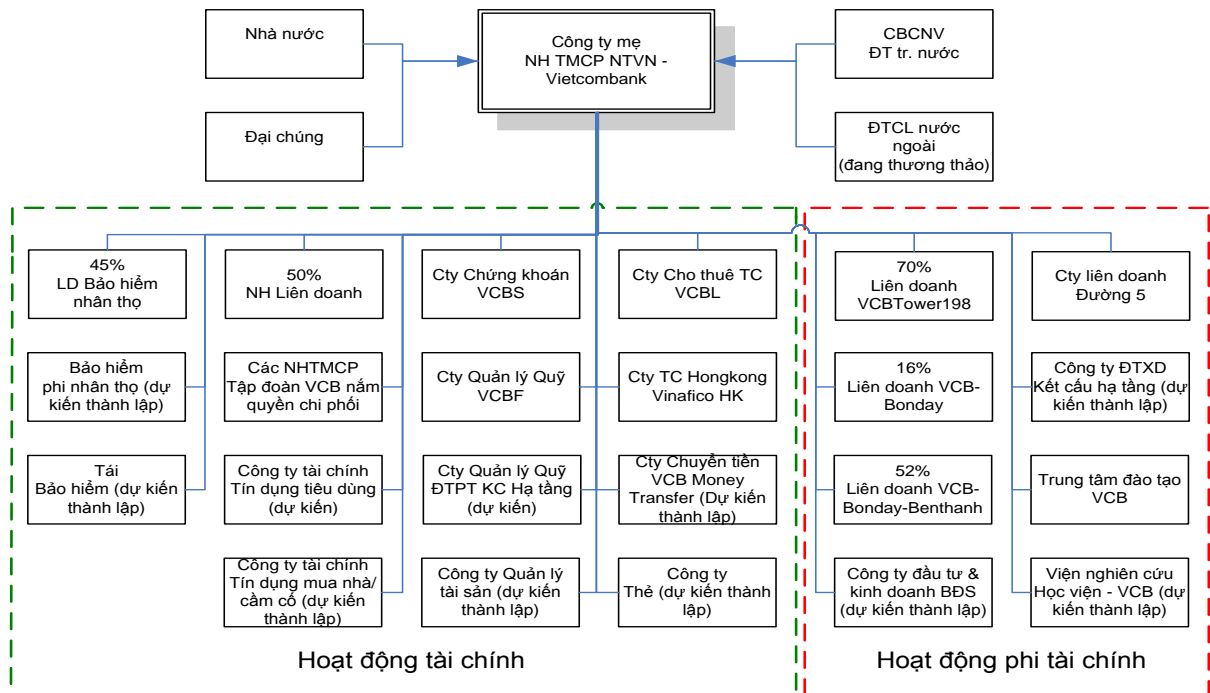 Nhà nước
Công ty mẹ
NH TMCP NTVN -
Vietcombank
CBCNV
ĐT tr. nước
Đại chúng
ĐTCL nước
ngoài
(đang thương thảo)
45%
LD Bảo hiểm
nhân thọ
50%
NH Liên doanh
Cty Chứng khoán
VCBS
Cty Cho thuê TC
VCBL
70%
Liên doanh
VCBTower198
Cty liên doanh
Đường 5
Bảo hiểm
phi nhân thọ (dự
kiến thành lập)
Các NHTMCP
Tập đoàn VCB nắm
quyền chi phối
Cty Quản lý Quỹ
VCBF
Cty TC Hongkong
Vinafico HK
16%
Liên doanh VCB-
Bonday
Công ty ĐTXD
Kết cấu hạ tầng (dự
kiến thành lập)
Tái
Bảo hiểm (dự kiến
thành lập)
Công ty tài chính
Tín dụng tiêu dùng
(dự kiến)
Cty Quản lý Quỹ
ĐTPT KC Hạ tầng
(dự kiến)
Cty Chuyển tiền
VCB Money
Transfer (Dự kiến
thành lập)
52%
Liên doanh VCB-
Bonday-Benthanh
Trung tâm đào tạo
VCB
Công ty tài chính
Tín dụng mua nhà/
cầm cố (dự kiến
thành lập)
Công ty Quản lý
tài sản (dự kiến
thành lập)
Công ty
Thẻ (dự kiến thành lập)
Công ty đầu tư &
kinh doanh BĐS
(dự kiến thành lập)
Viện nghiên cứu
Học viện - VCB (dự
kiến thành lập)
Hoạt động tài chính
Hoạt động phi tài chính